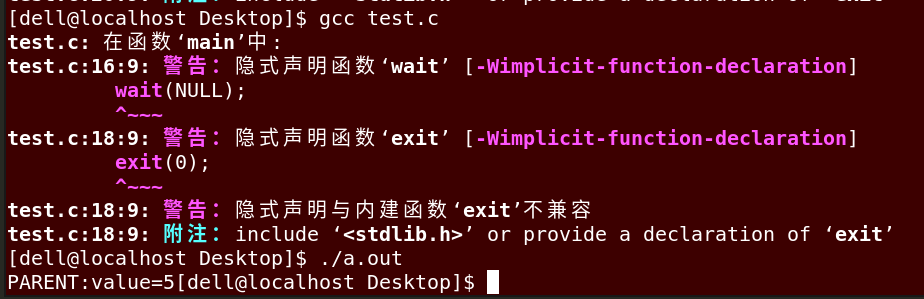 [dell@localhost Desktop]$ gcc test.c
test.c: 在函数‘main’中:
test.c:16:9: 警告: 隐式声明函数‘wait’ [-Wimplicit-function-declaration]
wait(NULL);
^~~~
test.c:18:9: 警告: 隐式声明函数‘exit’ [-Wimplicit-function-declaration]
exit(0);
^~~~
test.c:18:9: 警告: 隐式声明与内建函数‘exit’不兼容
test.c:18:9: 附注: include ‘<stdlib.h>’ or provide a declaration of ‘exit’
[dell@localhost Desktop]$ ./a.out
PARENT:value=5[dell@localhost Desktop]$